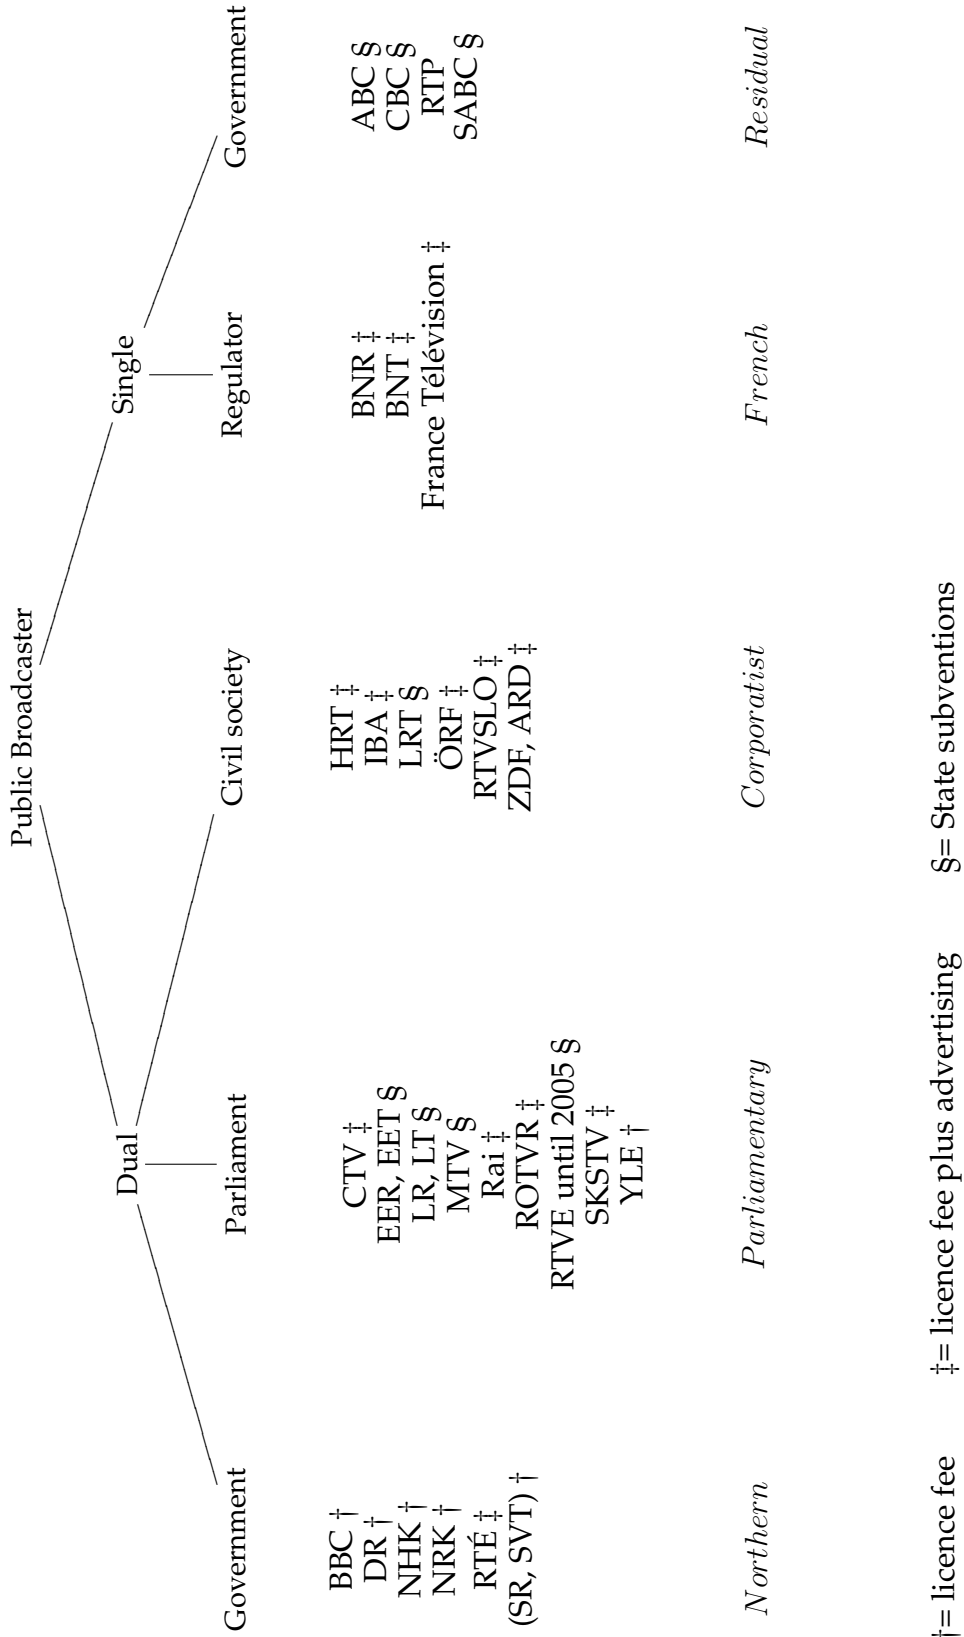 Public Broadcaster
Dual
Single
Government
Parliament
Civil society
Regulator
Government
BBC †
DR †
NHK †
NRK †
RTÉ ‡
(SR, SVT) †
CTV ‡
EER, EET §
LR, LT §
MTV §
Rai ‡
ROTVR ‡
RTVE until 2005 §
SKSTV ‡
YLE †
HRT ‡
IBA ‡
LRT §
ÖRF ‡
RTVSLO ‡
ZDF, ARD ‡
BNR ‡
BNT ‡
France Télévision ‡
ABC §
CBC §
RTP
SABC §
Northern
Parliamentary
Corporatist
French
Residual
†= licence fee
‡= licence fee plus advertising
§= State subventions